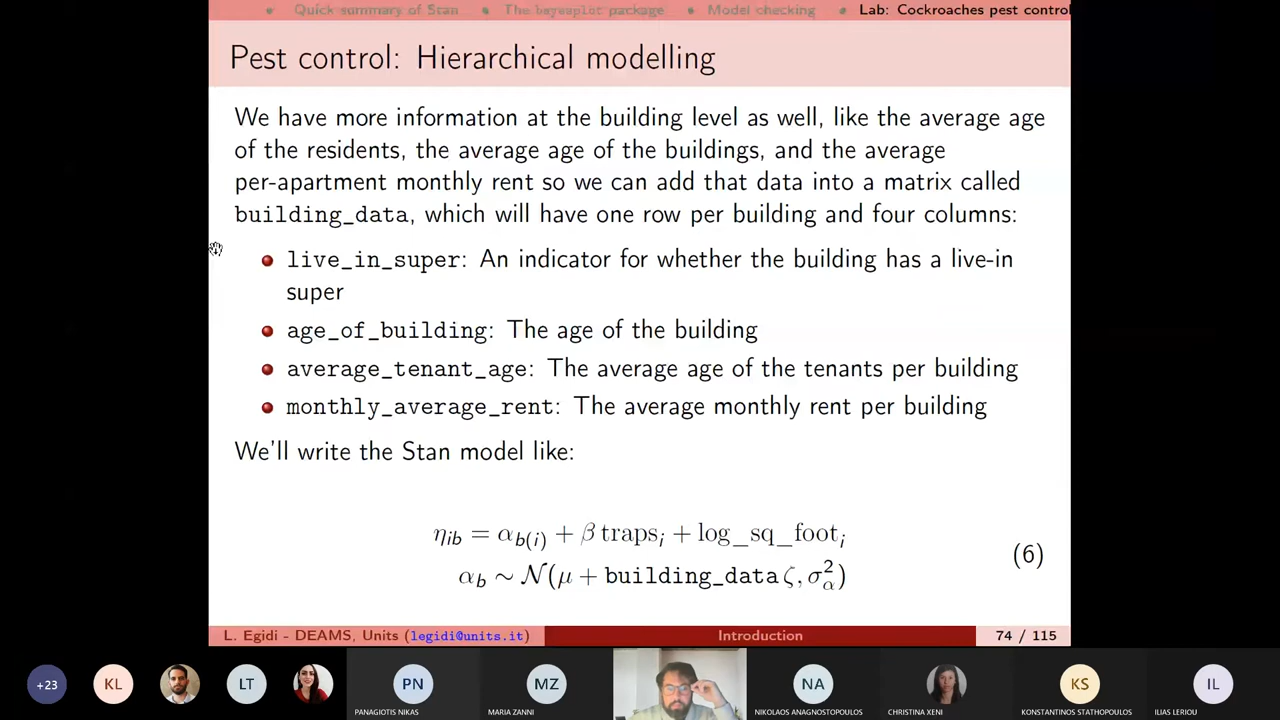 Quick summary of Stan The bayesplot package Model checking Lab: Cockroaches pest control
Pest control: Hierarchical modelling
We have more information at the building level as well, like the average age
of the residents, the average age of the buildings, and the average
per-apartment monthly rent so we can add that data into a matrix called
building_data, which will have one row per building and four columns:
live_in_super: An indicator for whether the building has a live-in
super
age_of_building: The age of the building
average_tenant_age: The average age of the tenants per building
monthly_average_rent: The average monthly rent per building
We'll write the Stan model like:
η_{ib} = α_{b(i)} + β traps_i + log_sq_foot_i
α_b ∼ N(μ + building_data ζ, σ_α^2)
(6)
L. Egidi - DEAMS, Units (legidi@units.it) Introduction 74 / 115
+23 KL LT PN MZ NA KS IL
PANAGIOTIS NIKAS MARIA ZANNI NIKOLAOS ANAGNOSTOPOULOS CHRISTINA XENI KONSTANTINOS STATHOPOULOS ILIAS LERIOU